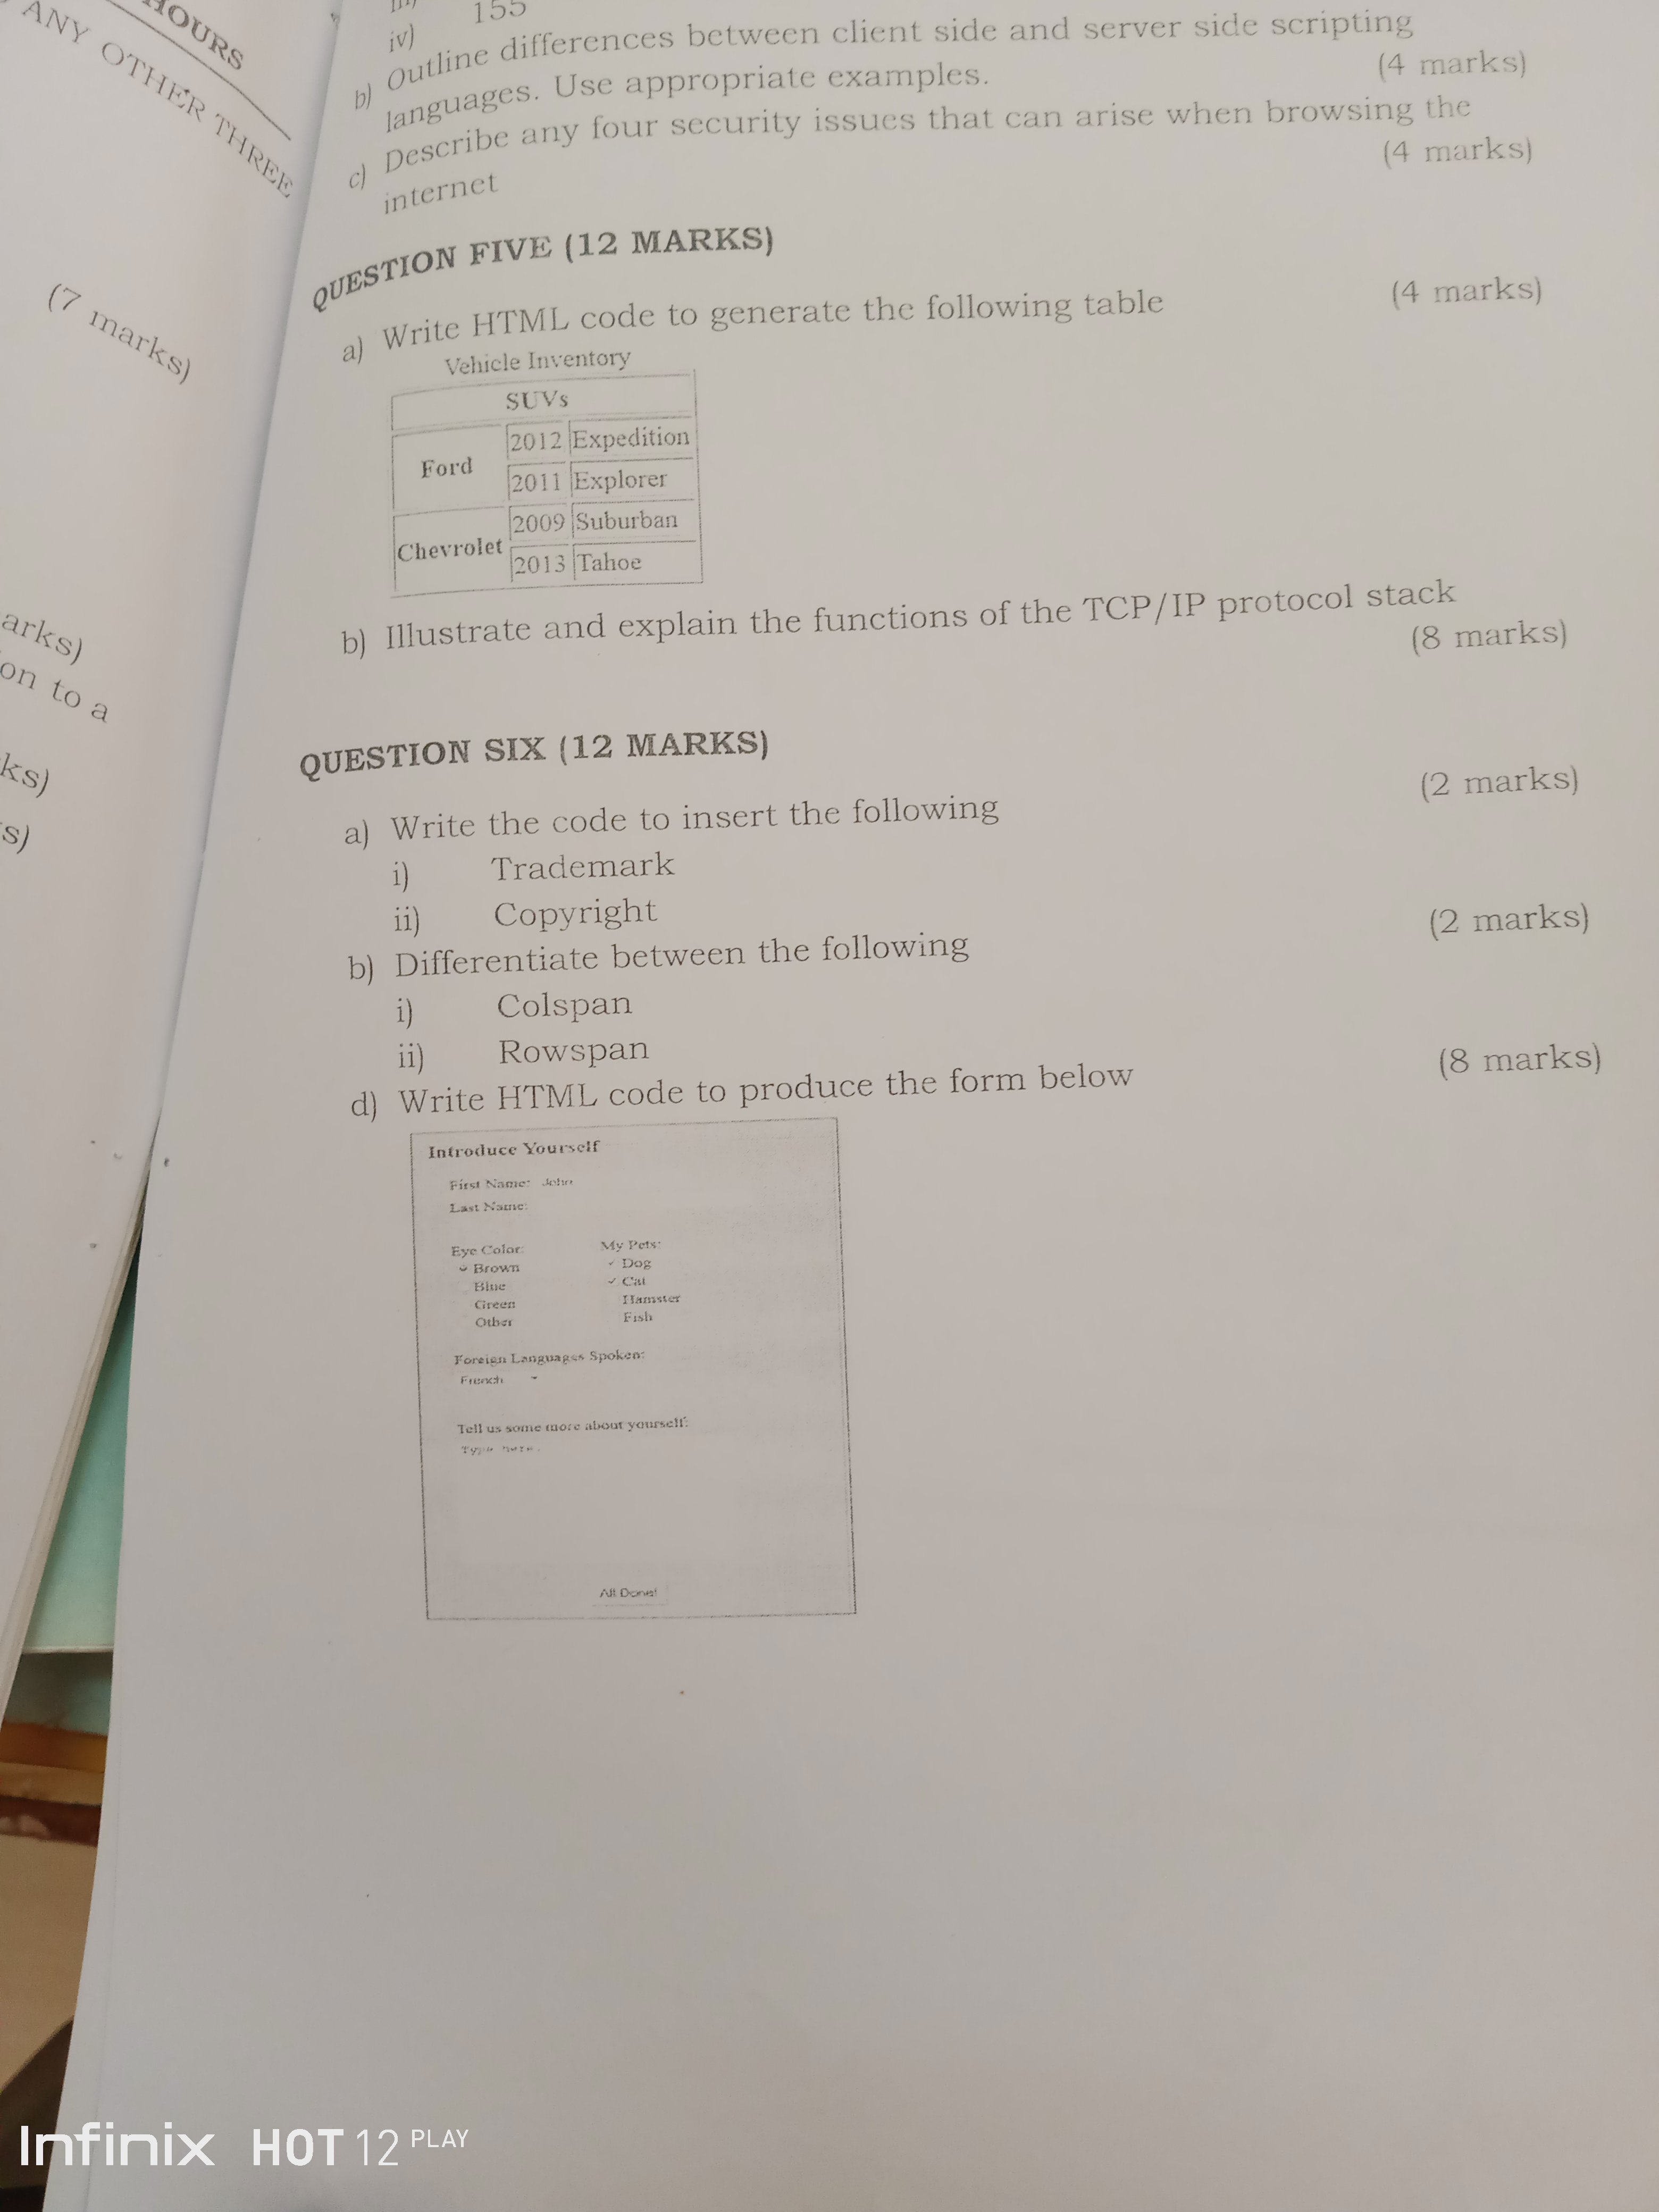 HOURS
ANY OTHER THREE
(7 marks)
arks)
on to a
ks)
s)
155
iv)
b) Outline differences between client side and server side scripting
languages. Use appropriate examples. (4 marks)
c) Describe any four security issues that can arise when browsing the
internet (4 marks)
QUESTION FIVE (12 MARKS)
a) Write HTML code to generate the following table (4 marks)
Vehicle Inventory
SUVs
Ford 2012 Expedition
2011 Explorer
Chevrolet 2009 Suburban
2013 Tahoe
b) Illustrate and explain the functions of the TCP/IP protocol stack
(8 marks)
QUESTION SIX (12 MARKS)
a) Write the code to insert the following (2 marks)
i) Trademark
ii) Copyright
b) Differentiate between the following (2 marks)
i) Colspan
ii) Rowspan
d) Write HTML code to produce the form below (8 marks)
Introduce Yourself
First Name: John
Last Name:
Eye Color: My Pets:
Brown Dog
Blue Cat
Green Hamster
Other Fish
Foreign Languages Spoken:
French
Tell us some more about yourself:
Type here.
All Done!
Infinix HOT 12 PLAY